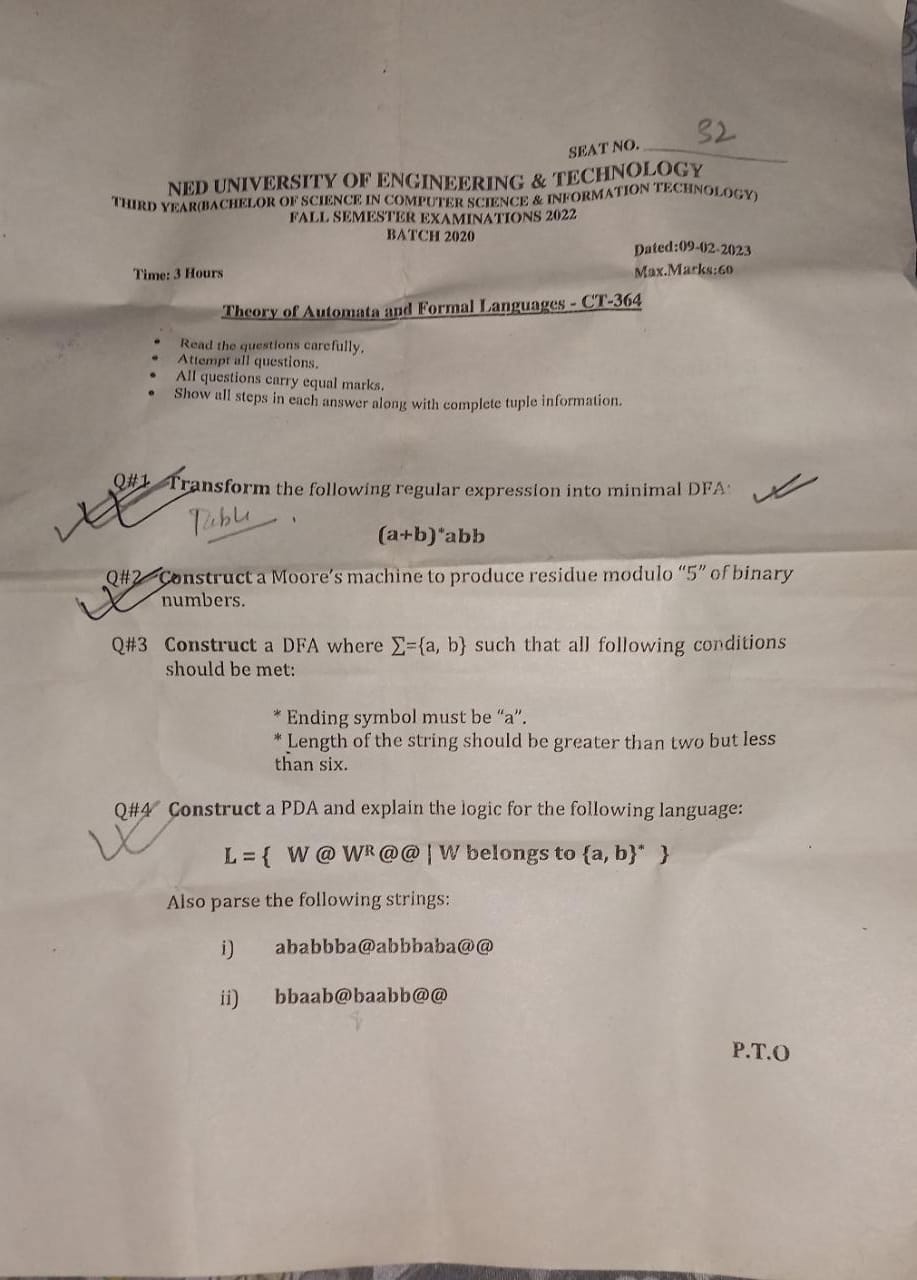 SEAT NO. 32
NED UNIVERSITY OF ENGINEERING & TECHNOLOGY
THIRD YEAR(BACHELOR OF SCIENCE IN COMPUTER SCIENCE & INFORMATION TECHNOLOGY)
FALL SEMESTER EXAMINATIONS 2022
BATCH 2020
Dated:09-02-2023
Time: 3 Hours
Max.Marks:60
Theory of Automata and Formal Languages - CT-364
• Read the questions carefully.
• Attempt all questions.
• All questions carry equal marks.
• Show all steps in each answer along with complete tuple information.
Q#1 Transform the following regular expression into minimal DFA:
Table
(a+b)*abb
Q#2 Construct a Moore's machine to produce residue modulo "5" of binary
numbers.
Q#3 Construct a DFA where ∑={a, b} such that all following conditions
should be met:
* Ending symbol must be "a".
* Length of the string should be greater than two but less
than six.
Q#4 Construct a PDA and explain the logic for the following language:
L = { W @ Wᴿ @@ | W belongs to {a, b}* }
Also parse the following strings:
i) ababbba@abbbaba@@
ii) bbaab@baabb@@
P.T.O